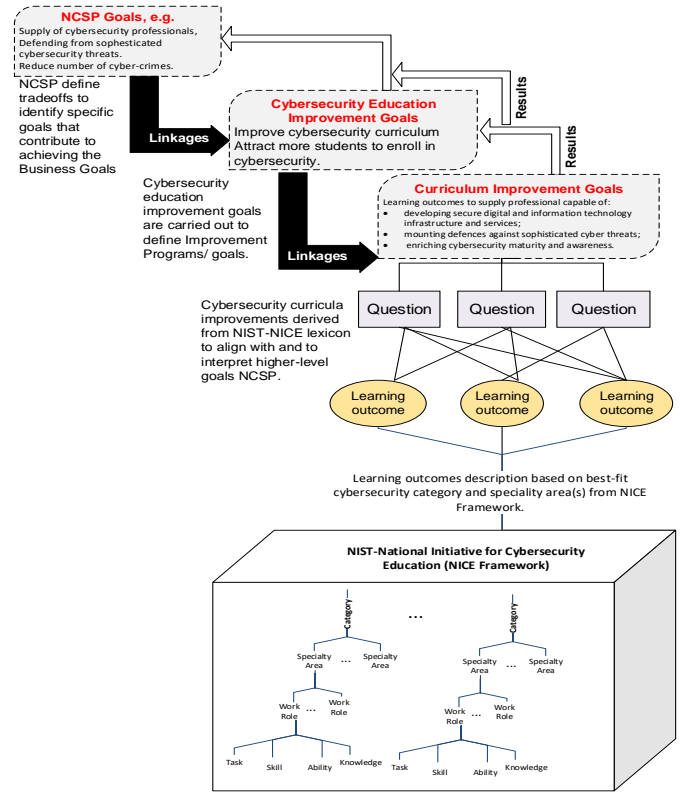 NCSP Goals, e.g.
Supply of cybersecurity professionals,
Defending from sophesticated
cybersecurity threats.
Reduce number of cyber-crimes.
NCSP define
tradeoffs to
identify specific
goals that
contribute to
achieving the
Business Goals
Linkages
Results
Cybersecurity Education
Improvement Goals
Improve cybersecurity curriculum
Attract more students to enroll in
cybersecurity.
Results
Cybersecurity
education
improvement goals
are carried out to
define Improvement
Programs/ goals.
Linkages
Curriculum Improvement Goals
Learning outcomes to supply professional capable of:
• developing secure digital and information technology
infrastructure and services;
• mounting defences against sophisticated cyber threats;
• enriching cybersecurity maturity and awareness.
Cybersecurity curricula
improvements derived
from NIST-NICE lexicon
to align with and to
interpret higher-level
goals NCSP.
Question
Question
Question
Learning
outcome
Learning
outcome
Learning
outcome
Learning outcomes description based on best-fit
cybersecurity category and speciality area(s) from NICE
Framework.
NIST-National Initiative for Cybersecurity
Education (NICE Framework)
Category
...
Category
Specialty
Area
...
Specialty
Area
Specialty
Area
...
Specialty
Area
Work
Role
...
Work
Role
Work
Role
...
Work
Role
Task
Skill
Ability
Knowledge
Task
Skill
Ability
Knowledge